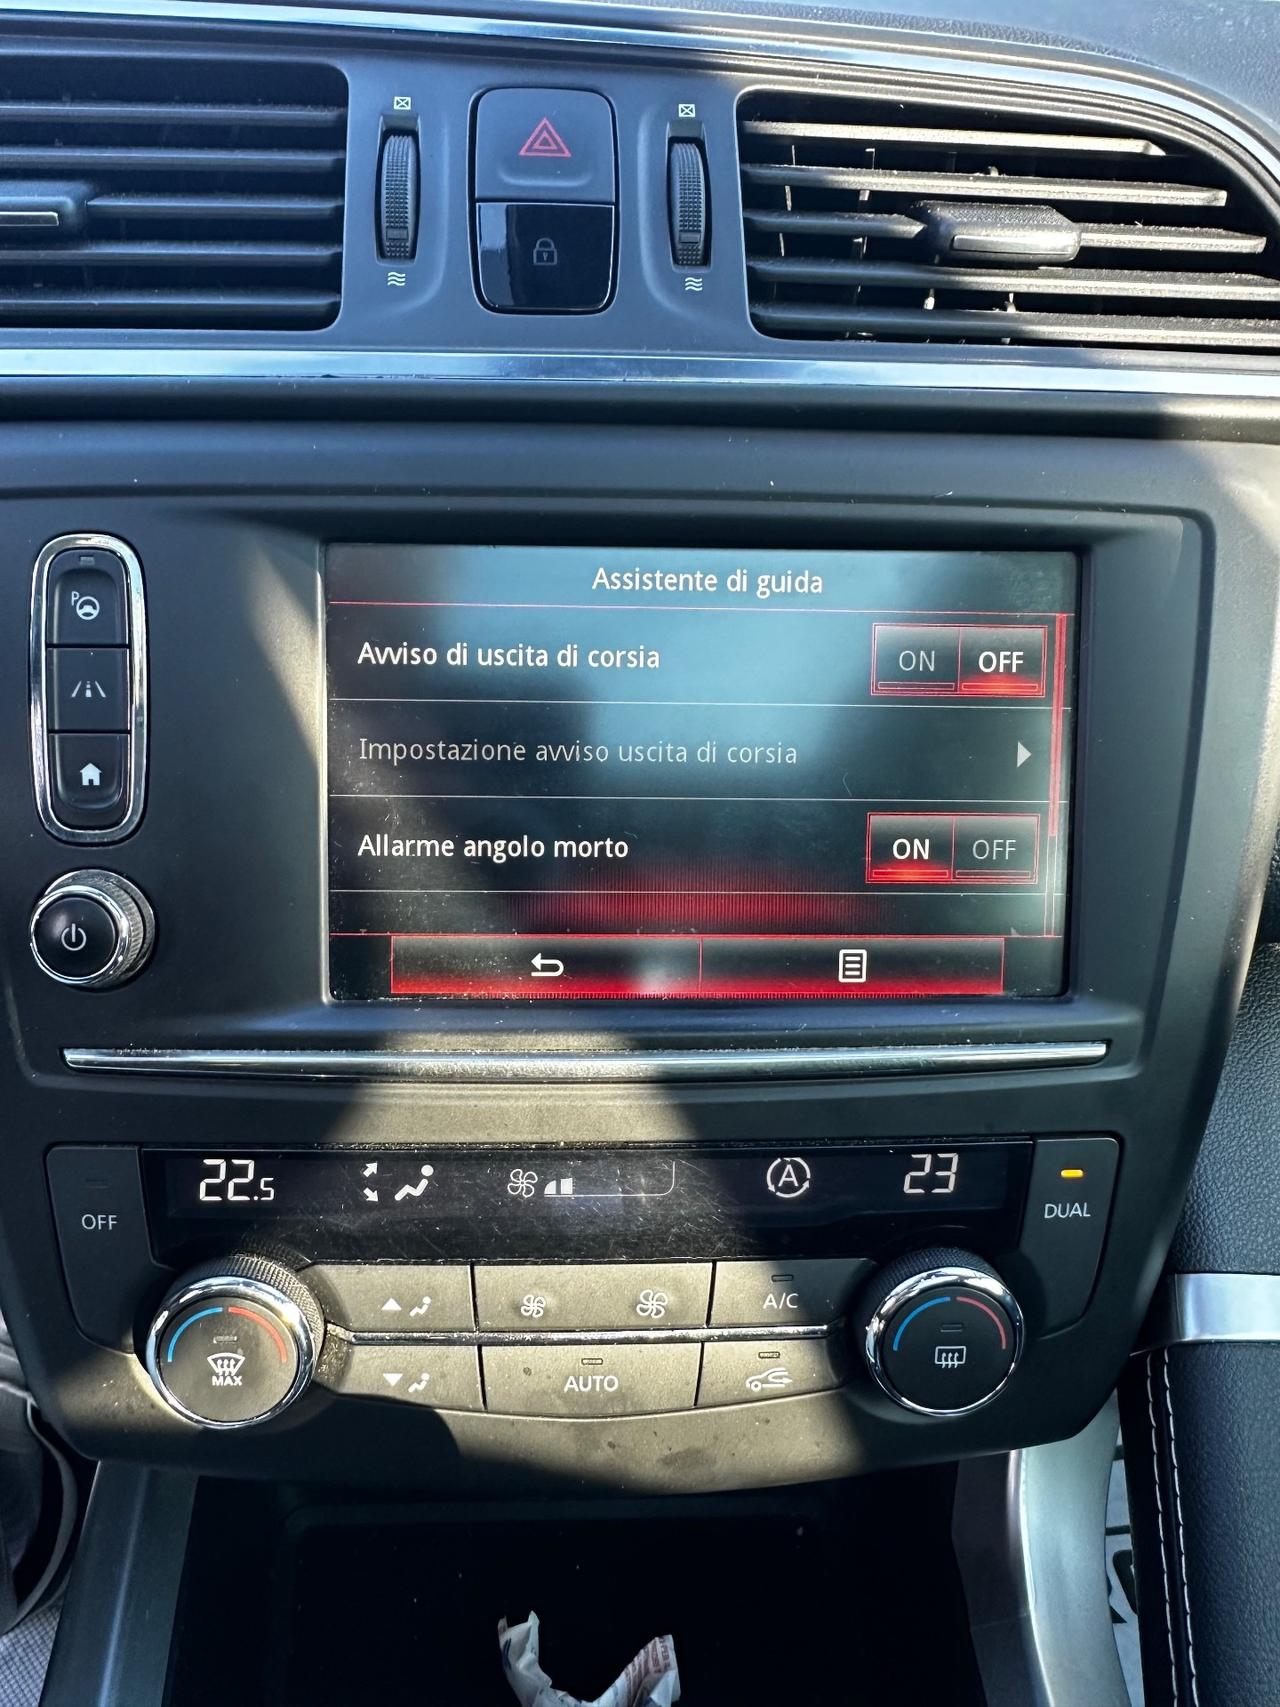 Assistente di guida
Avviso di uscita di corsia ON OFF
Impostazione avviso uscita di corsia
Allarme angolo morto ON OFF
P
22.5 A 23
OFF DUAL
A/C
MAX AUTO